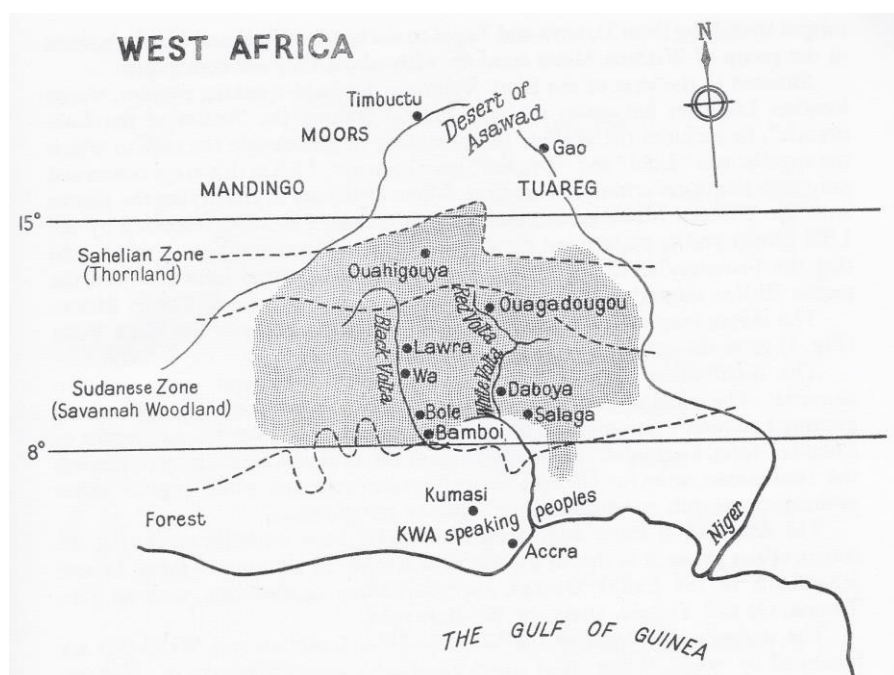 WEST AFRICA
N
Timbuctu
MOORS
Desert of
Asawad
Gao
MANDINGO
TUAREG
15°
Sahelian Zone
(Thornland)
Ouahigouya
Red Volta
Ouagadougou
Black Volta
Lawra
White Volta
Wa
Sudanese Zone
(Savannah Woodland)
Daboya
Bole
Salaga
Bamboi
8°
Kumasi
Forest
KWA speaking peoples
Niger
Accra
THE GULF OF GUINEA